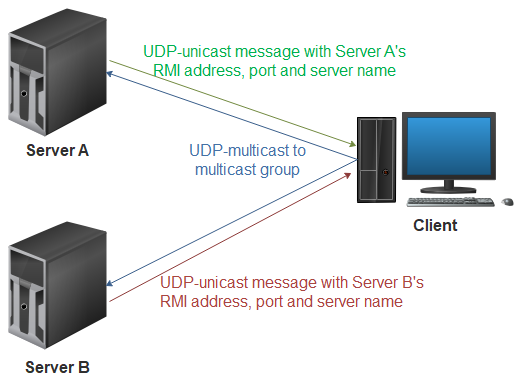 UDP-unicast message with Server A's
RMI address, port and server name
Server A
UDP-multicast to
multicast group
Client
UDP-unicast message with Server B's
RMI address, port and server name
Server B